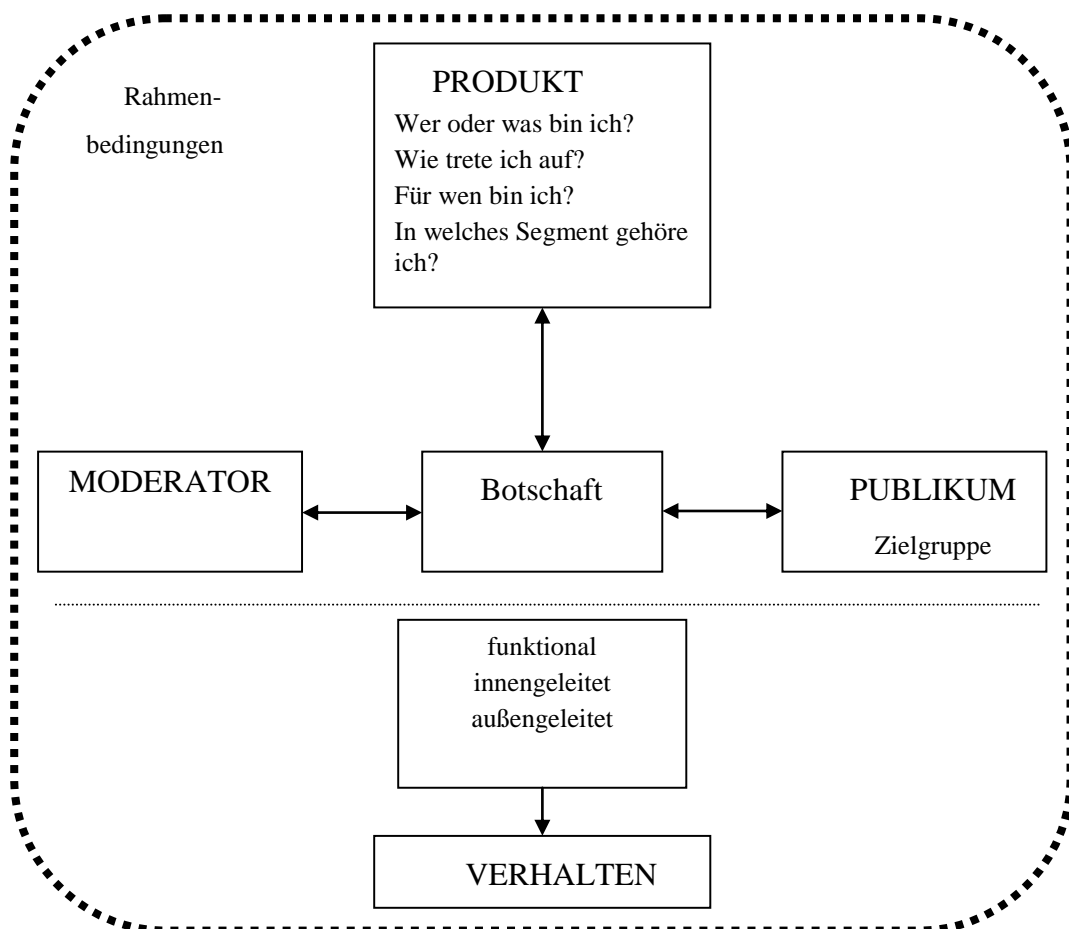 Rahmen-
bedingungen
PRODUKT
Wer oder was bin ich?
Wie trete ich auf?
Für wen bin ich?
In welches Segment gehöre
ich?
MODERATOR
Botschaft
PUBLIKUM
Zielgruppe
funktional
innengeleitet
außengeleitet
VERHALTEN